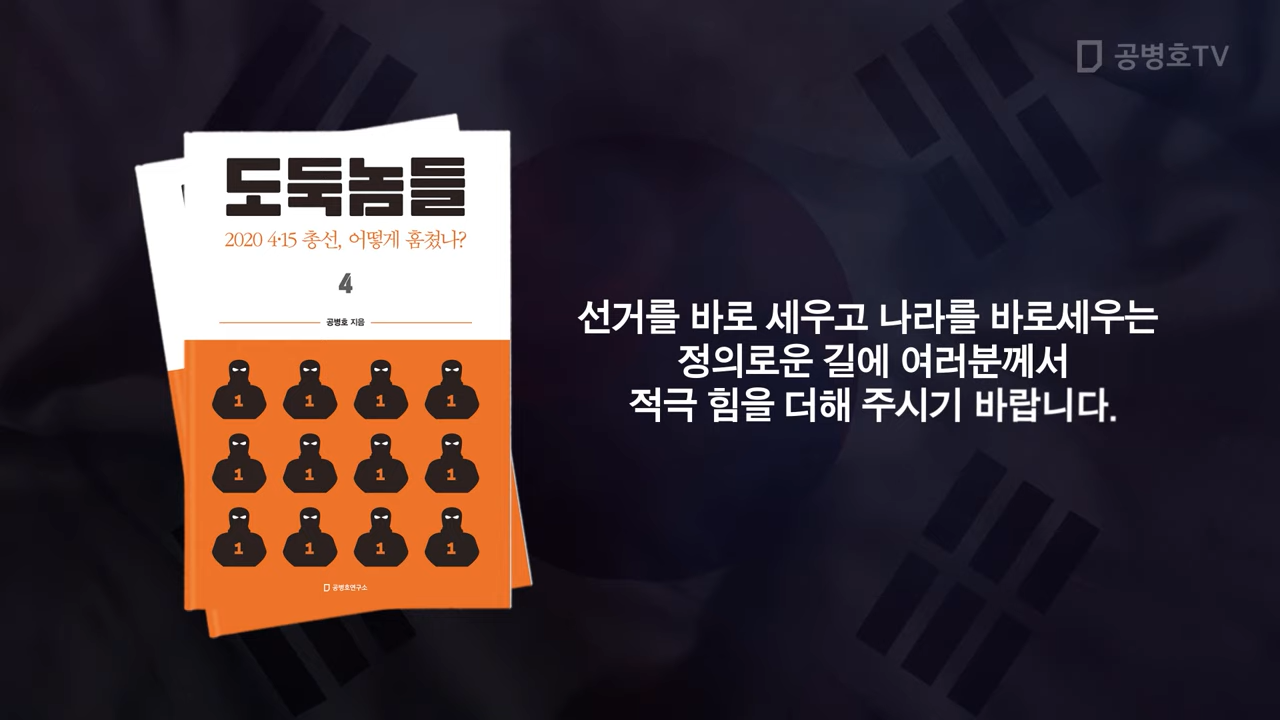 공병호TV
도둑놈들
2020 4·15 총선, 어떻게 훔쳤나?
4
공병호 지음
1 1 1 1
1 1 1 1
1 1 1 1
공병호연구소
선거를 바로 세우고 나라를 바로세우는
정의로운 길에 여러분께서
적극 힘을 더해 주시기 바랍니다.